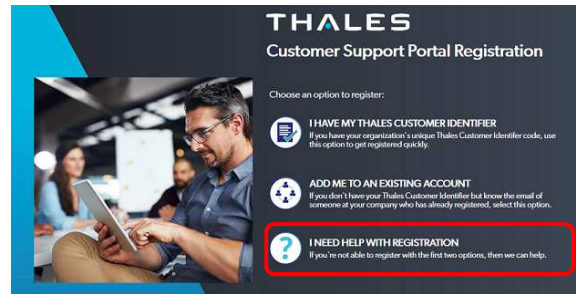 THALES
Customer Support Portal Registration
Choose an option to register:
I HAVE MY THALES CUSTOMER IDENTIFIER
If you have your organization's unique Thales Customer Identifer code, use
this option to get registered quickly.
ADD ME TO AN EXISTING ACCOUNT
If you don't have your Thales Customer Identifier but know the email of
someone at your company who has already registered, select this option.
I NEED HELP WITH REGISTRATION
If you're not able to register with the first two options, then we can help.